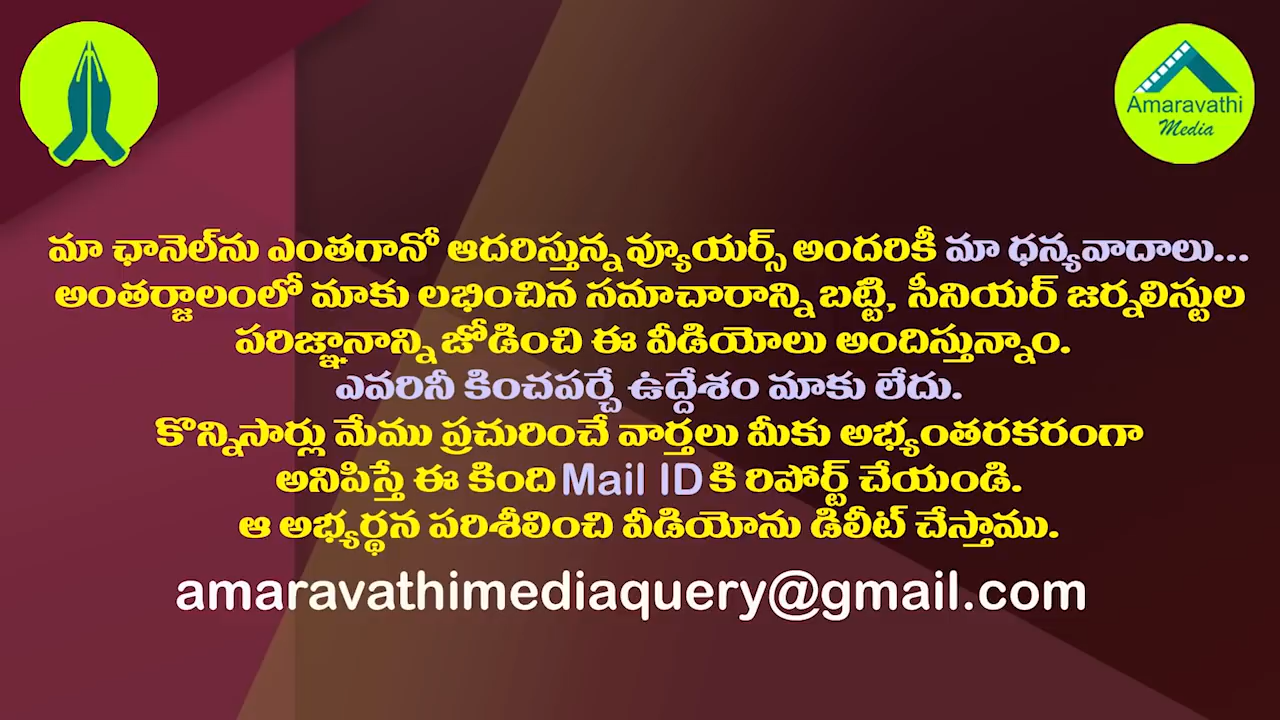 Amaravathi
Media
మా ఛానెల్‌ను ఎంతగానో ఆదరిస్తున్న వ్యూయర్స్ అందరికీ మా ధన్యవాదాలు...
అంతర్జాలంలో మాకు లభించిన సమాచారాన్ని బట్టి, సీనియర్ జర్నలిస్టుల
పరిజ్ఞానాన్ని జోడించి ఈ వీడియోలు అందిస్తున్నాం.
ఎవరినీ కించపర్చే ఉద్దేశం మాకు లేదు.
కొన్నిసార్లు మేము ప్రచురించే వార్తలు మీకు అభ్యంతరకరంగా
అనిపిస్తే ఈ కింది Mail ID కి రిపోర్ట్ చేయండి.
ఆ అభ్యర్థన పరిశీలించి వీడియోను డిలీట్ చేస్తాము.
amaravathimediaquery@gmail.com